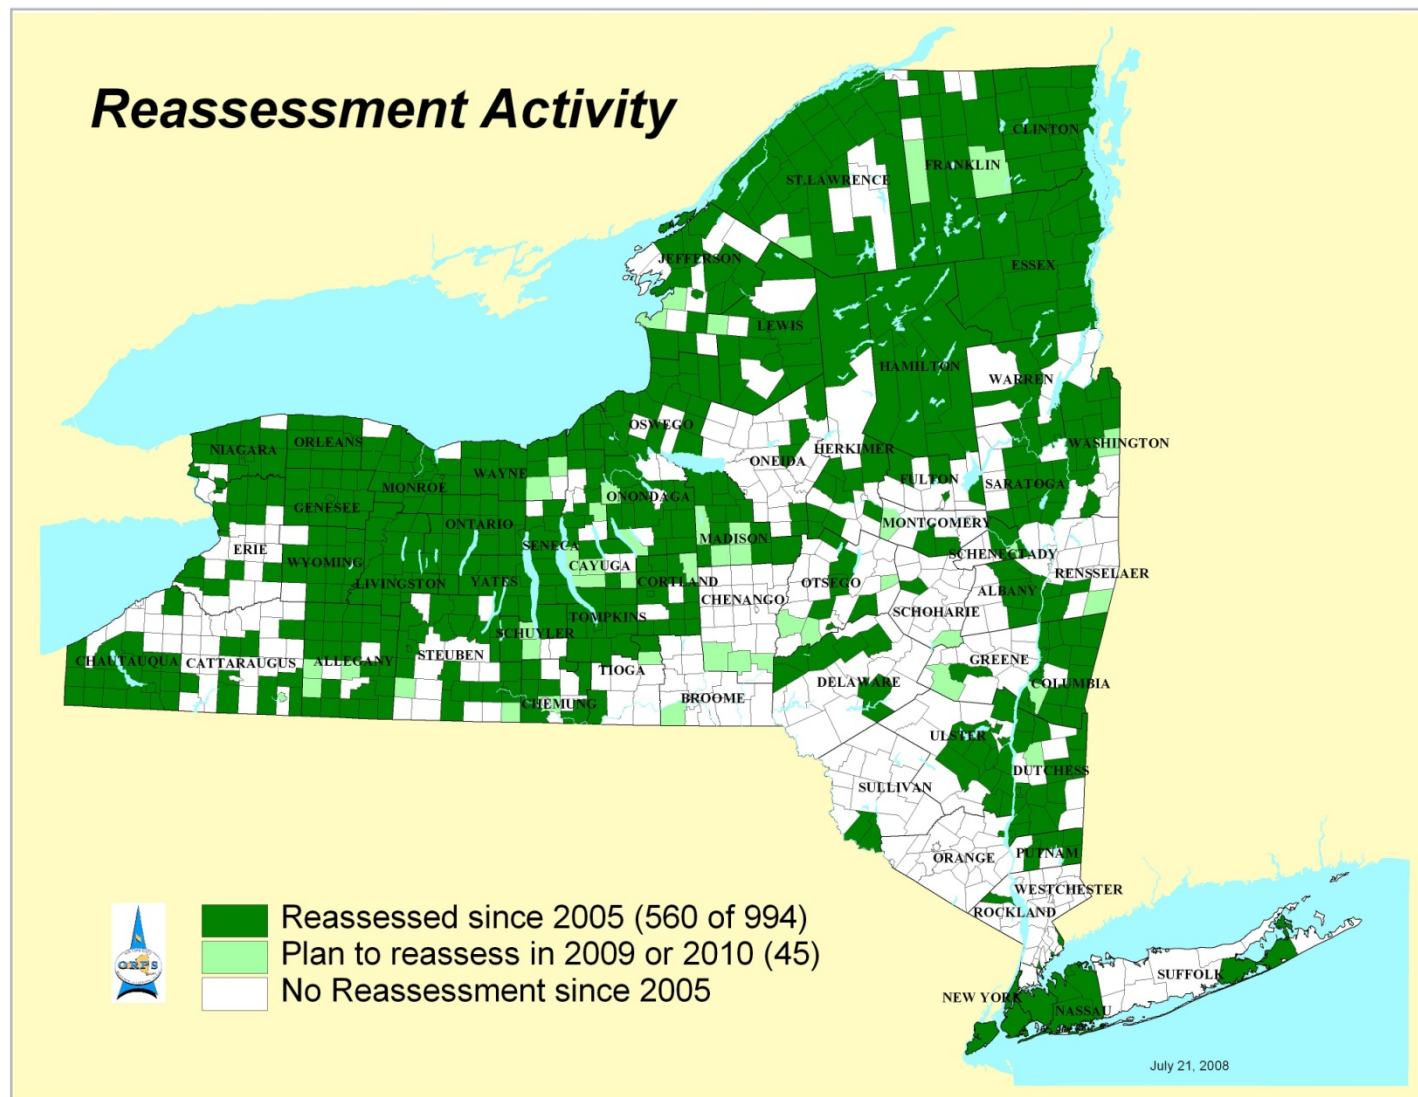 Reassessment Activity
CLINTON
FRANKLIN
ST.LAWRENCE
JEFFERSON
ESSEX
LEWIS
HAMILTON
WARREN
OSWEGO
WASHINGTON
NIAGARA
ORLEANS
ONEIDA
HERKIMER
WAYNE
FULTON
SARATOGA
MONROE
ONONDAGA
GENESEE
ONTARIO
MONTGOMERY
MADISON
SENECA
ERIE
SCHENECTADY
WYOMING
CAYUGA
RENSSELAER
LIVINGSTON
YATES
CORTLAND
OTSEGO
ALBANY
CHENANGO
SCHOHARIE
TOMPKINS
SCHUYLER
STEUBEN
CHAUTAUQUA
CATTARAUGUS
ALLEGANY
GREENE
TIOGA
DELAWARE
COLUMBIA
BROOME
CHEMUNG
ULSTER
DUTCHESS
SULLIVAN
ORANGE
PUTNAM
WESTCHESTER
ROCKLAND
SUFFOLK
NEW YORK
NASSAU
ORPS
Reassessed since 2005 (560 of 994)
Plan to reassess in 2009 or 2010 (45)
No Reassessment since 2005
July 21, 2008